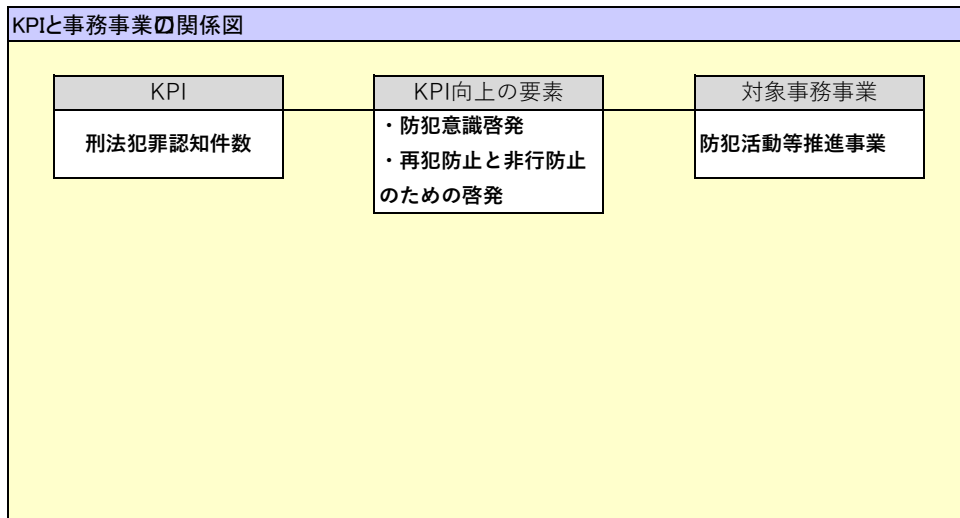 KPIと事務事業の関係図
KPI
刑法犯罪認知件数
KPI向上の要素
・防犯意識啓発
・再犯防止と非行防止
のための啓発
対象事務事業
防犯活動等推進事業